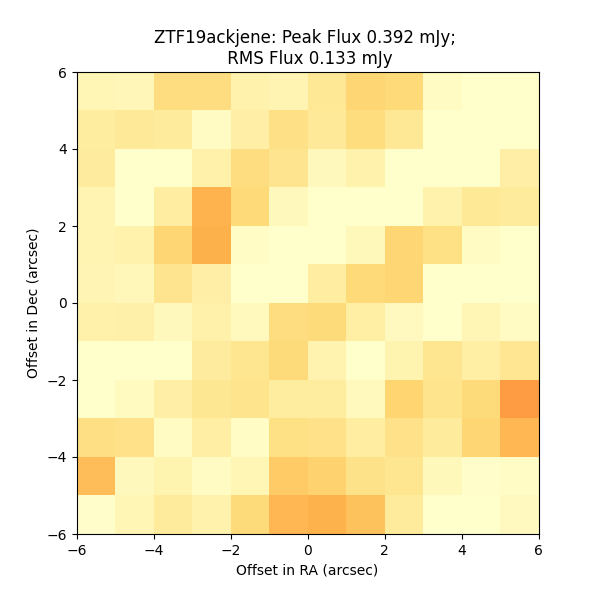 ZTF19ackjene: Peak Flux 0.392 mJy;
RMS Flux 0.133 mJy
6
4
2
0
−2
−4
−6
Offset in Dec (arcsec)
−6 −4 −2 0 2 4 6
Offset in RA (arcsec)